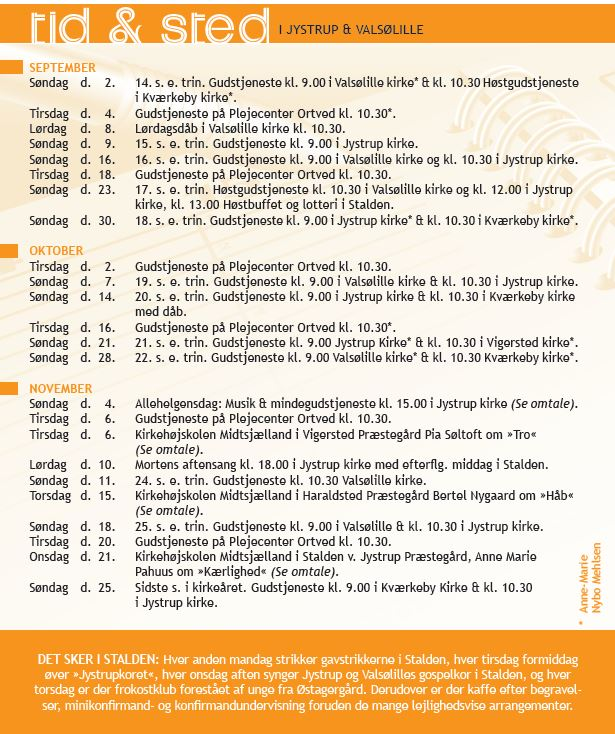 tid & sted I JYSTRUP & VALSØLILLE
SEPTEMBER
Søndag d. 2. 14. s. e. trin. Gudstjeneste kl. 9.00 i Valsølille kirke* & kl. 10.30 Høstgudstjeneste
i Kværkeby kirke*.
Tirsdag d. 4. Gudstjeneste på Plejecenter Ortved kl. 10.30*.
Lørdag d. 8. Lørdagsdåb i Valsølille kirke kl. 10.30.
Søndag d. 9. 15. s. e. trin. Gudstjeneste kl. 9.00 i Jystrup kirke.
Søndag d. 16. 16. s. e. trin. Gudstjeneste kl. 9.00 i Valsølille kirke og kl. 10.30 i Jystrup kirke.
Tirsdag d. 18. Gudstjeneste på Plejecenter Ortved kl. 10.30.
Søndag d. 23. 17. s. e. trin. Høstgudstjeneste kl. 10.30 i Valsølille kirke og kl. 12.00 i Jystrup
kirke, kl. 13.00 Høstbuffet og lotteri i Stalden.
Søndag d. 30. 18. s. e. trin. Gudstjeneste kl. 9.00 i Jystrup kirke* & kl. 10.30 i Kværkeby kirke*.
OKTOBER
Tirsdag d. 2. Gudstjeneste på Plejecenter Ortved kl. 10.30.
Søndag d. 7. 19. s. e. trin. Gudstjeneste kl. 9.00 i Valsølille kirke & kl. 10.30 i Jystrup kirke.
Søndag d. 14. 20. s. e. trin. Gudstjeneste kl. 9.00 i Jystrup kirke & kl. 10.30 i Kværkeby kirke
med dåb.
Tirsdag d. 16. Gudstjeneste på Plejecenter Ortved kl. 10.30*.
Søndag d. 21. 21. s. e. trin. Gudstjeneste kl. 9.00 Jystrup Kirke* & kl. 10.30 i Vigersted kirke*.
Søndag d. 28. 22. s. e. trin. Gudstjeneste kl. 9.00 Valsølille kirke* & kl. 10.30 Kværkeby kirke*.
NOVEMBER
Søndag d. 4. Allehelgensdag: Musik & mindegudstjeneste kl. 15.00 i Jystrup kirke (Se omtale).
Tirsdag d. 6. Gudstjeneste på Plejecenter Ortved kl. 10.30.
Tirsdag d. 6. Kirkehøjskolen Midtsjælland i Vigersted Præstegård Pia Søltoft om »Tro«
(Se omtale).
Lørdag d. 10. Mortens aftensang kl. 18.00 i Jystrup kirke med efterflg. middag i Stalden.
Søndag d. 11. 24. s. e. trin. Gudstjeneste kl. 10.30 Valsølille kirke.
Torsdag d. 15. Kirkehøjskolen Midtsjælland i Haraldsted Præstegård Bertel Nygaard om »Håb«
(Se omtale).
Søndag d. 18. 25. s. e. trin. Gudstjeneste kl. 9.00 i Valsølille & kl. 10.30 i Jystrup kirke.
Tirsdag d. 20. Gudstjeneste på Plejecenter Ortved kl. 10.30.
Onsdag d. 21. Kirkehøjskolen Midtsjælland i Stalden v. Jystrup Præstegård, Anne Marie
Pahuus om »Kærlighed« (Se omtale).
Søndag d. 25. Sidste s. i kirkeåret. Gudstjeneste kl. 9.00 i Kværkeby Kirke & kl. 10.30
i Jystrup kirke.
* Anne-Marie
Nybo Mehlsen
DET SKER I STALDEN: Hver anden mandag strikker gavstrikkerne i Stalden, hver tirsdag formiddag
øver »Jystrupkoret«, hver onsdag aften synger Jystrup og Valsølilles gospelkor i Stalden, og hver
torsdag er der frokostklub forestået af unge fra Østagergård. Derudover er der kaffe efter begravel-
ser, minikonfirmand- og konfirmandundervisning foruden de mange lejlighedsvise arrangementer.